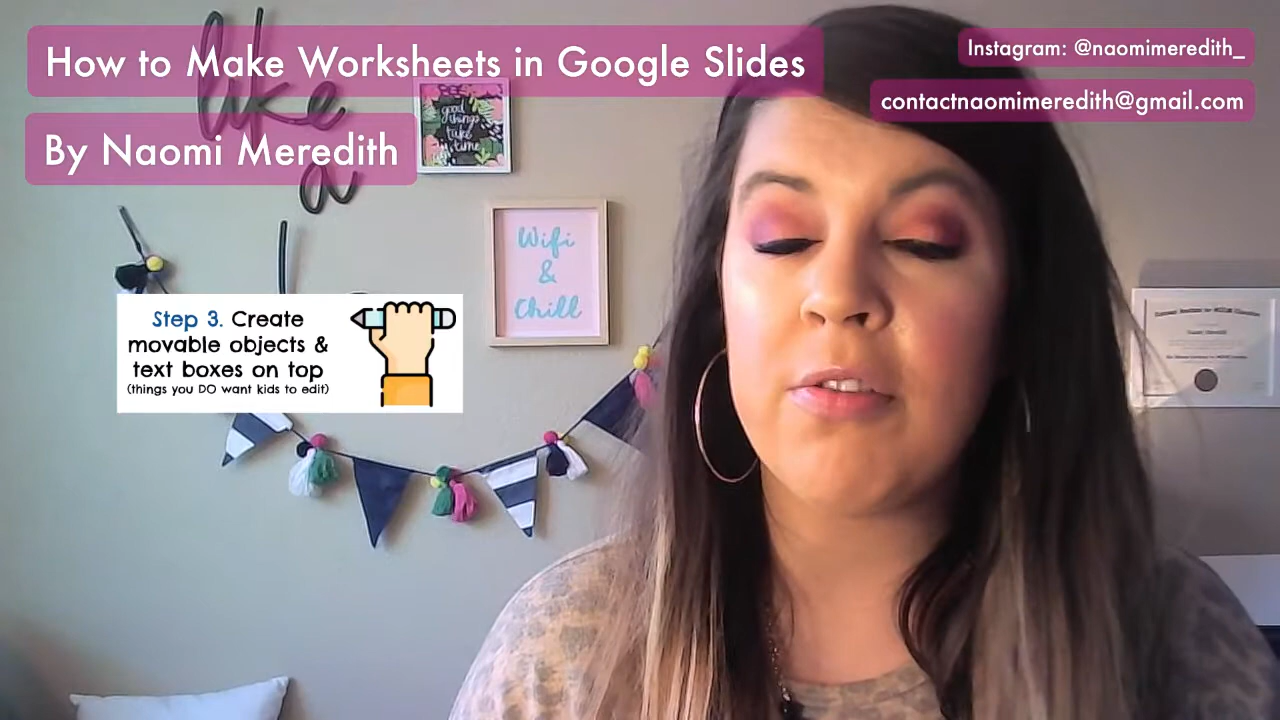 How to Make Worksheets in Google Slides
By Naomi Meredith
Instagram: @naomimeredith_
contactnaomimeredith@gmail.com
like
a
good
things
take
time
Wifi
&
Chill
Step 3. Create
movable objects &
text boxes on top
(things you DO want kids to edit)